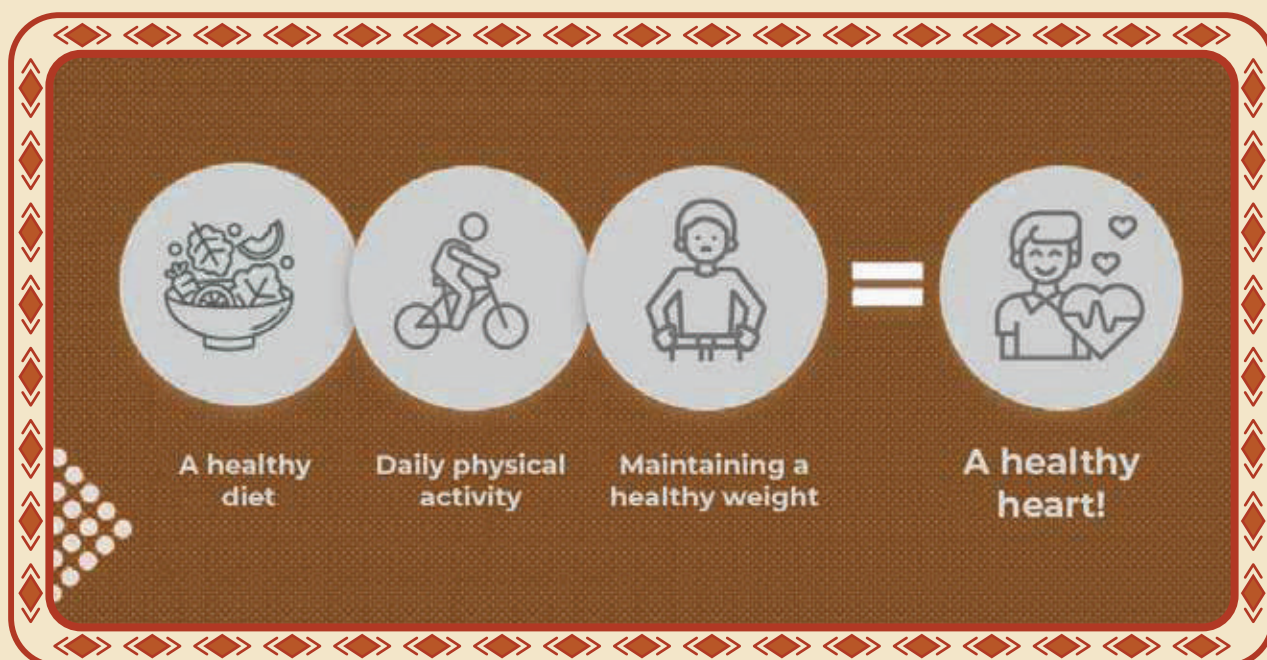 A healthy
diet
Daily physical
activity
Maintaining a
healthy weight
=
A healthy
heart!